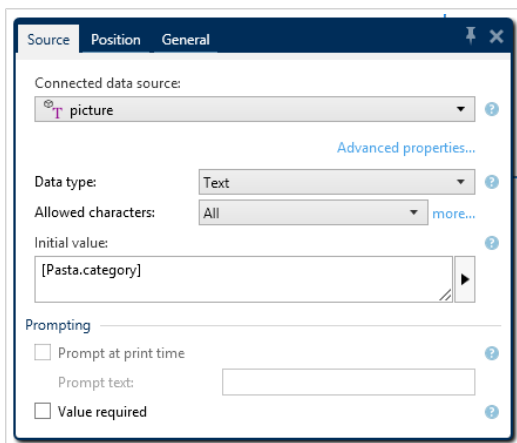 Source Position General
Connected data source:
T picture
Advanced properties...
Data type: Text
Allowed characters: All more...
Initial value:
[Pasta.category]
Prompting
Prompt at print time
Prompt text:
Value required